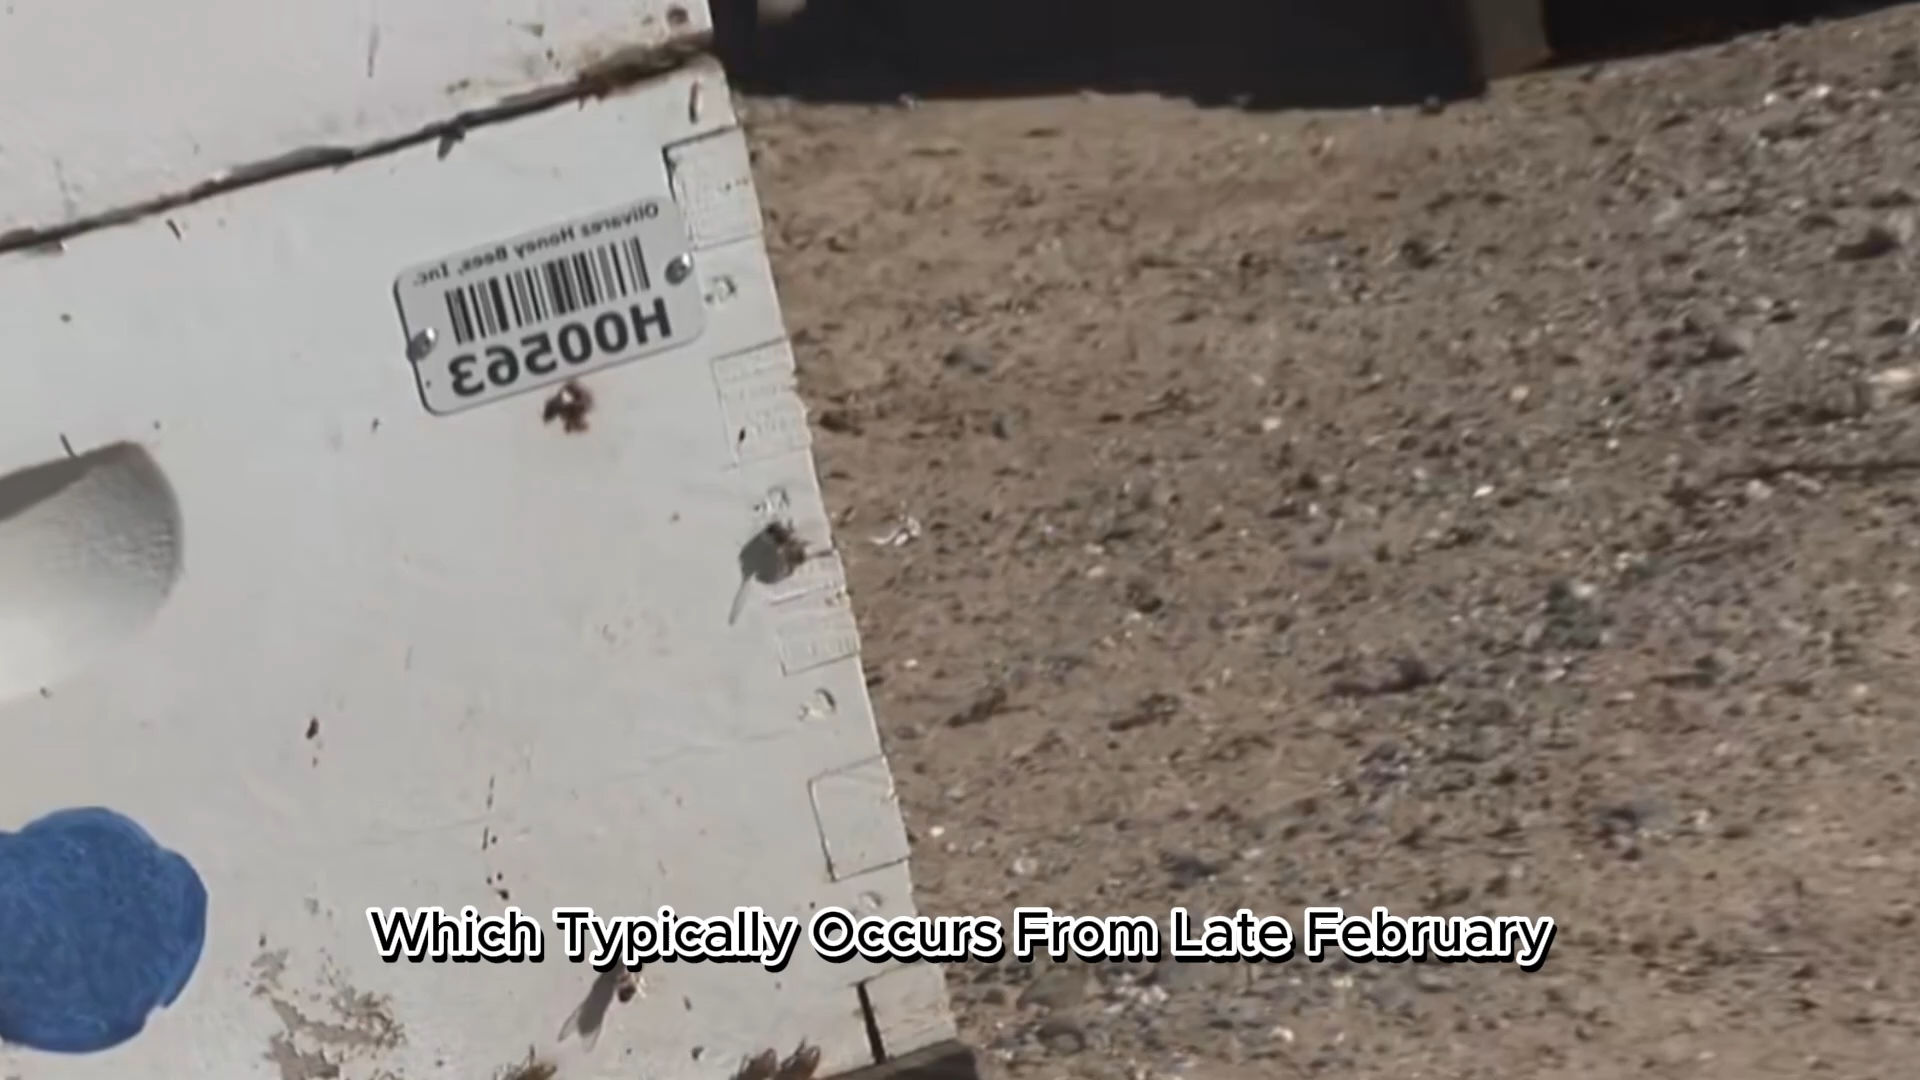 Olivarez Honey Bees, Inc.
H00563
Which Typically Occurs From Late February